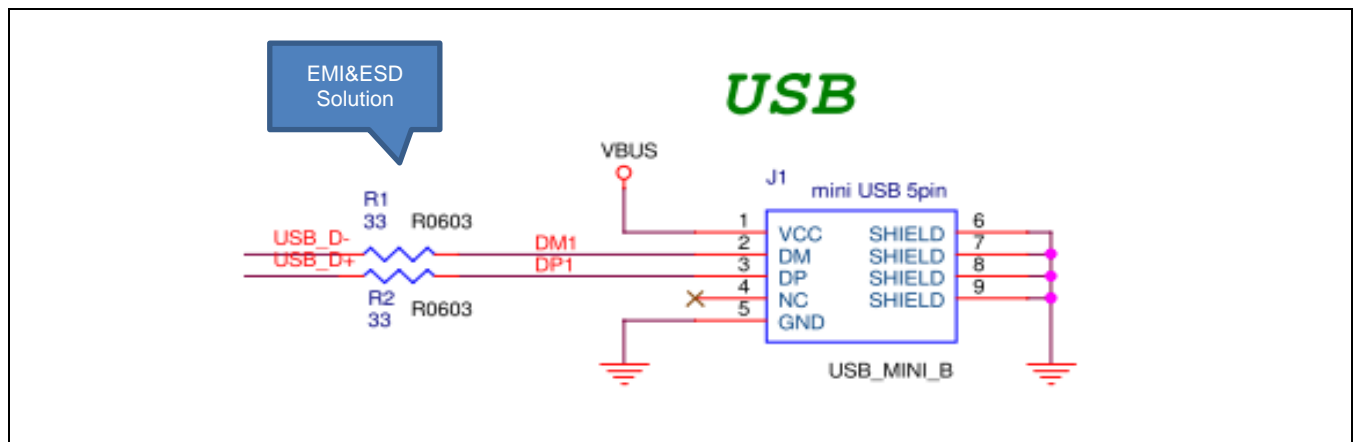 EMI&ESD
Solution
USB
VBUS
J1
mini USB 5pin
R1
33
R0603
USB_D-
USB_D+
DM1
DP1
R2
33
R0603
1
2
3
4
5
VCC
DM
DP
NC
GND
SHIELD
SHIELD
SHIELD
SHIELD
6
7
8
9
USB_MINI_B